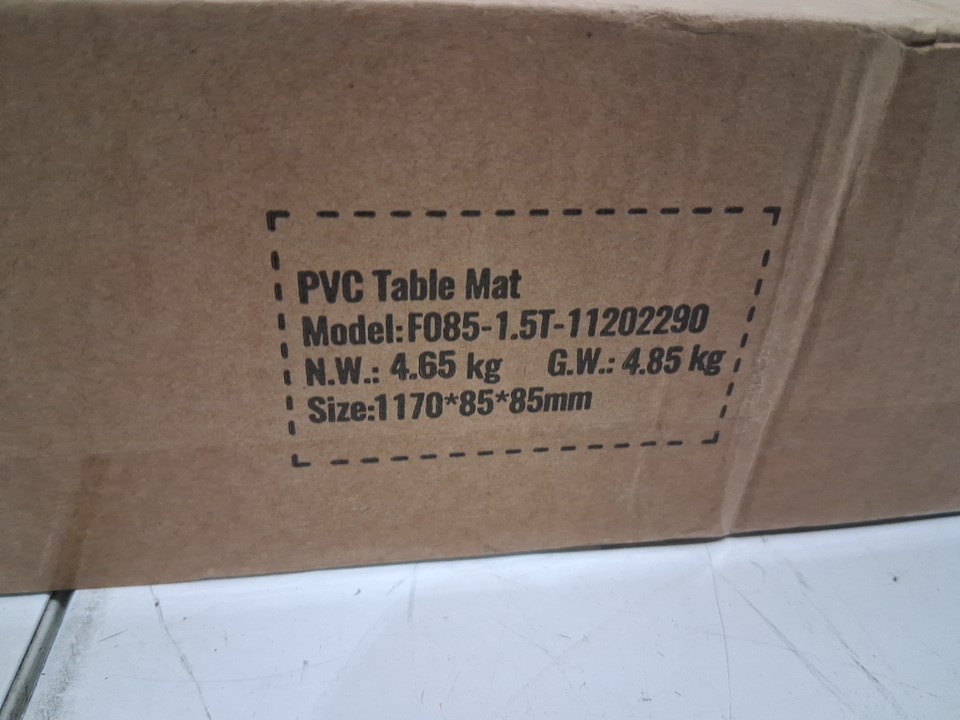 PVC Table Mat
Model:F085-1.5T-11202290
N.W.: 4.65 kg G.W.: 4.85 kg
Size:1170*85*85mm